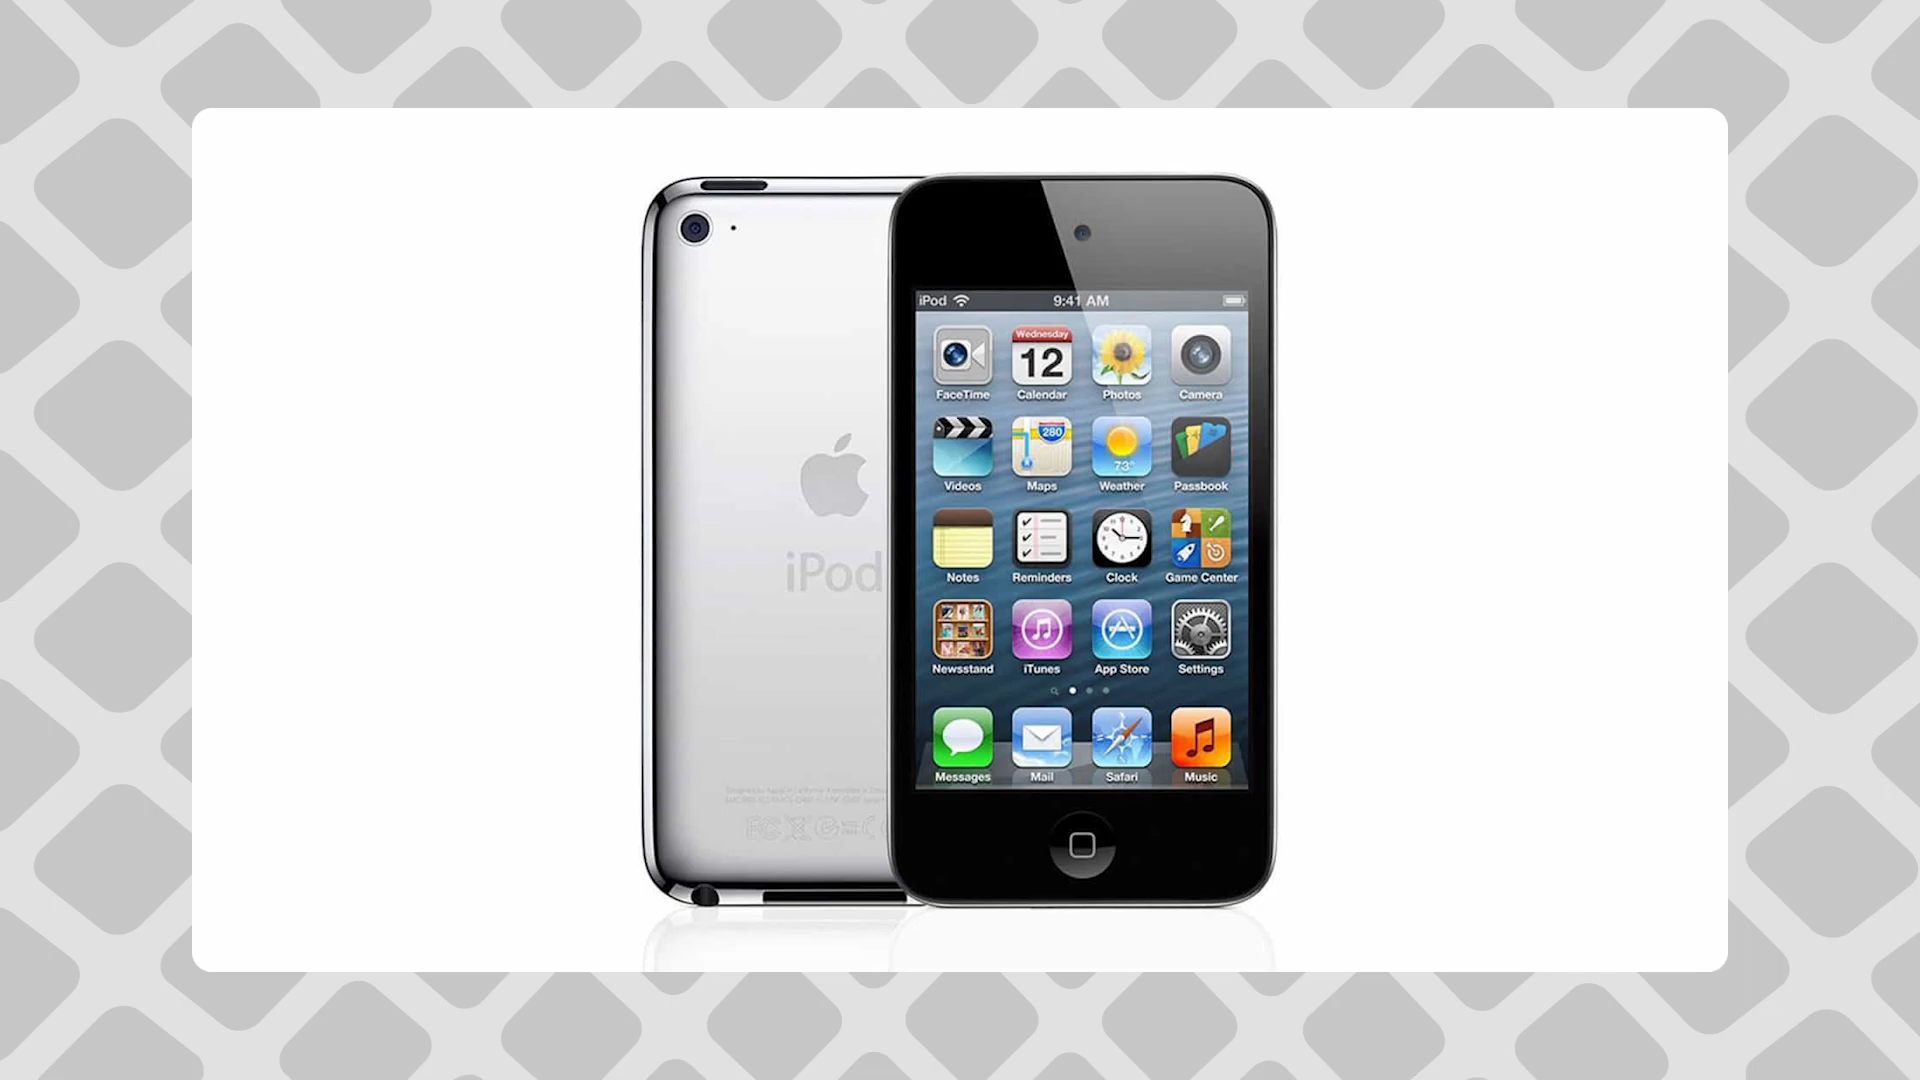 iPod
iPod 9:41 AM
Wednesday
12
FaceTime Calendar Photos Camera
280
73°
Videos Maps Weather Passbook
Notes Reminders Clock Game Center
Newsstand iTunes App Store Settings
Messages Mail Safari Music